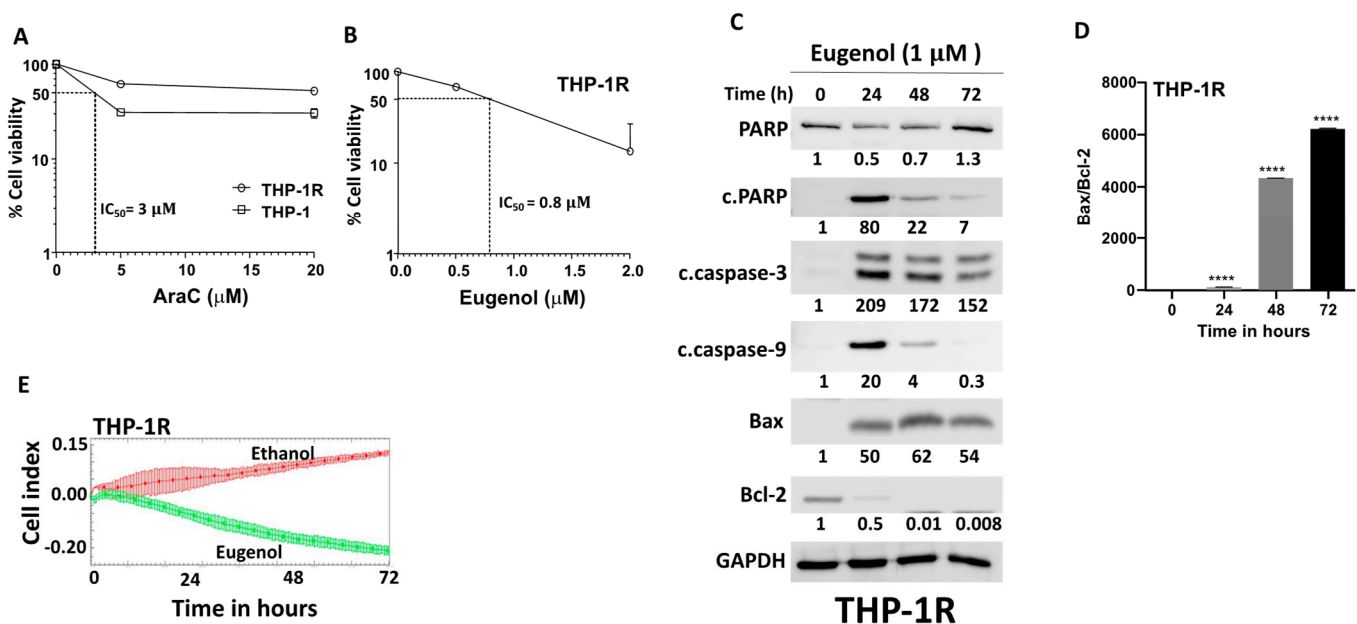 A
% Cell viability
100
50
10
1
0
5
10
15
20
AraC (μM)
IC₅₀= 3 μM
THP-1R
THP-1
B
% Cell viability
100
50
10
1
0.0
0.5
1.0
1.5
2.0
Eugenol (μM)
IC₅₀ = 0.8 μM
THP-1R
C
Eugenol (1 μM )
Time (h) 0 24 48 72
PARP
1 0.5 0.7 1.3
c.PARP
1 80 22 7
c.caspase-3
1 209 172 152
c.caspase-9
1 20 4 0.3
Bax
1 50 62 54
Bcl-2
1 0.5 0.01 0.008
GAPDH
THP-1R
D
THP-1R
Bax/Bcl-2
8000
6000
4000
2000
0
****
****
****
0 24 48 72
Time in hours
E
THP-1R
Cell index
0.15
0.00
-0.20
Ethanol
Eugenol
0 24 48 72
Time in hours